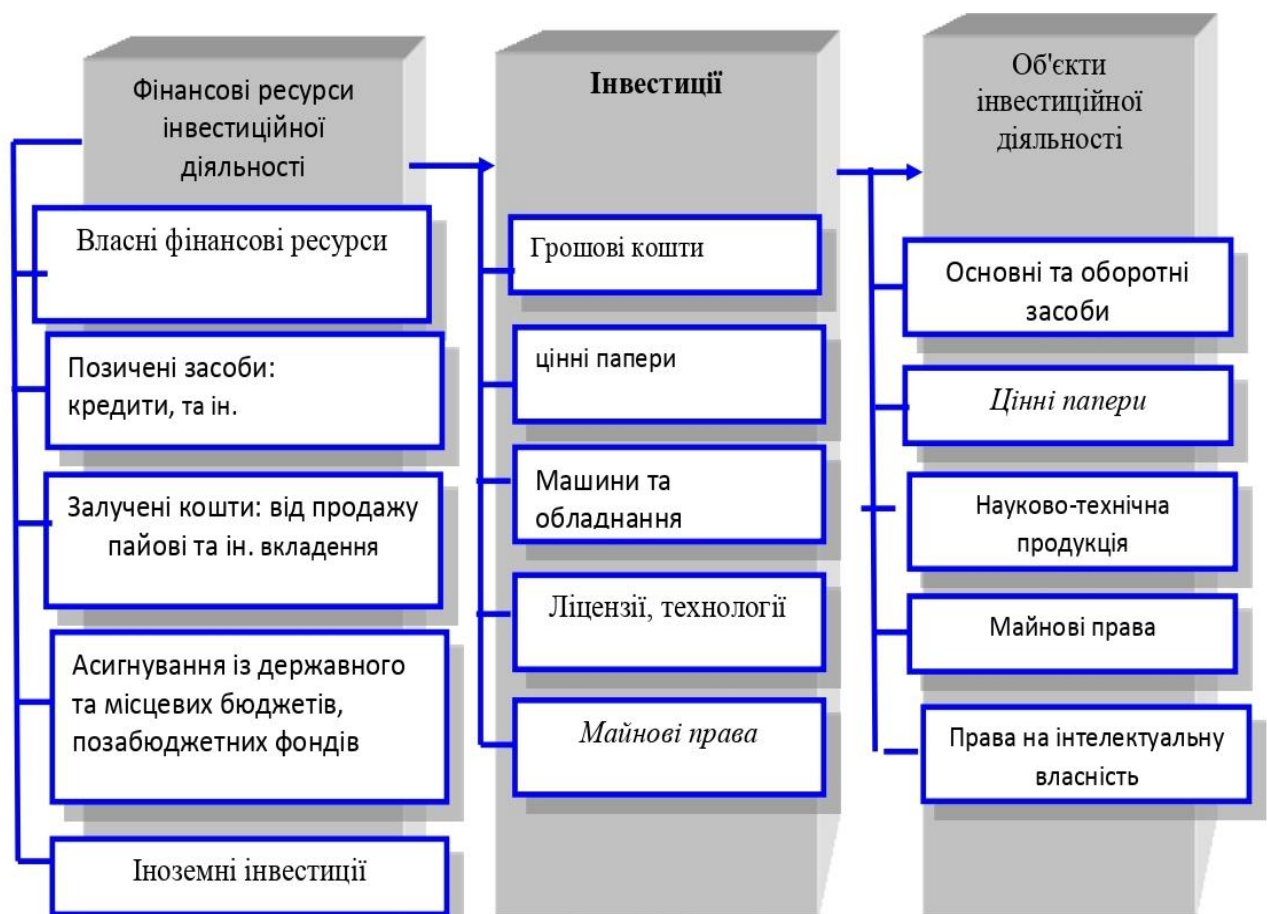 Фінансові ресурси
інвестиційної
діяльності
Власні фінансові ресурси
Позичені засоби:
кредити, та ін.
Залучені кошти: від продажу
пайові та ін. вкладення
Асигнування із державного
та місцевих бюджетів,
позабюджетних фондів
Іноземні інвестиції
Інвестиції
Грошові кошти
цінні папери
Машини та
обладнання
Ліцензії, технології
Майнові права
Об'єкти
інвестиційної
діяльності
Основні та оборотні
засоби
Цінні папери
Науково-технічна
продукція
Майнові права
Права на інтелектуальну
власність